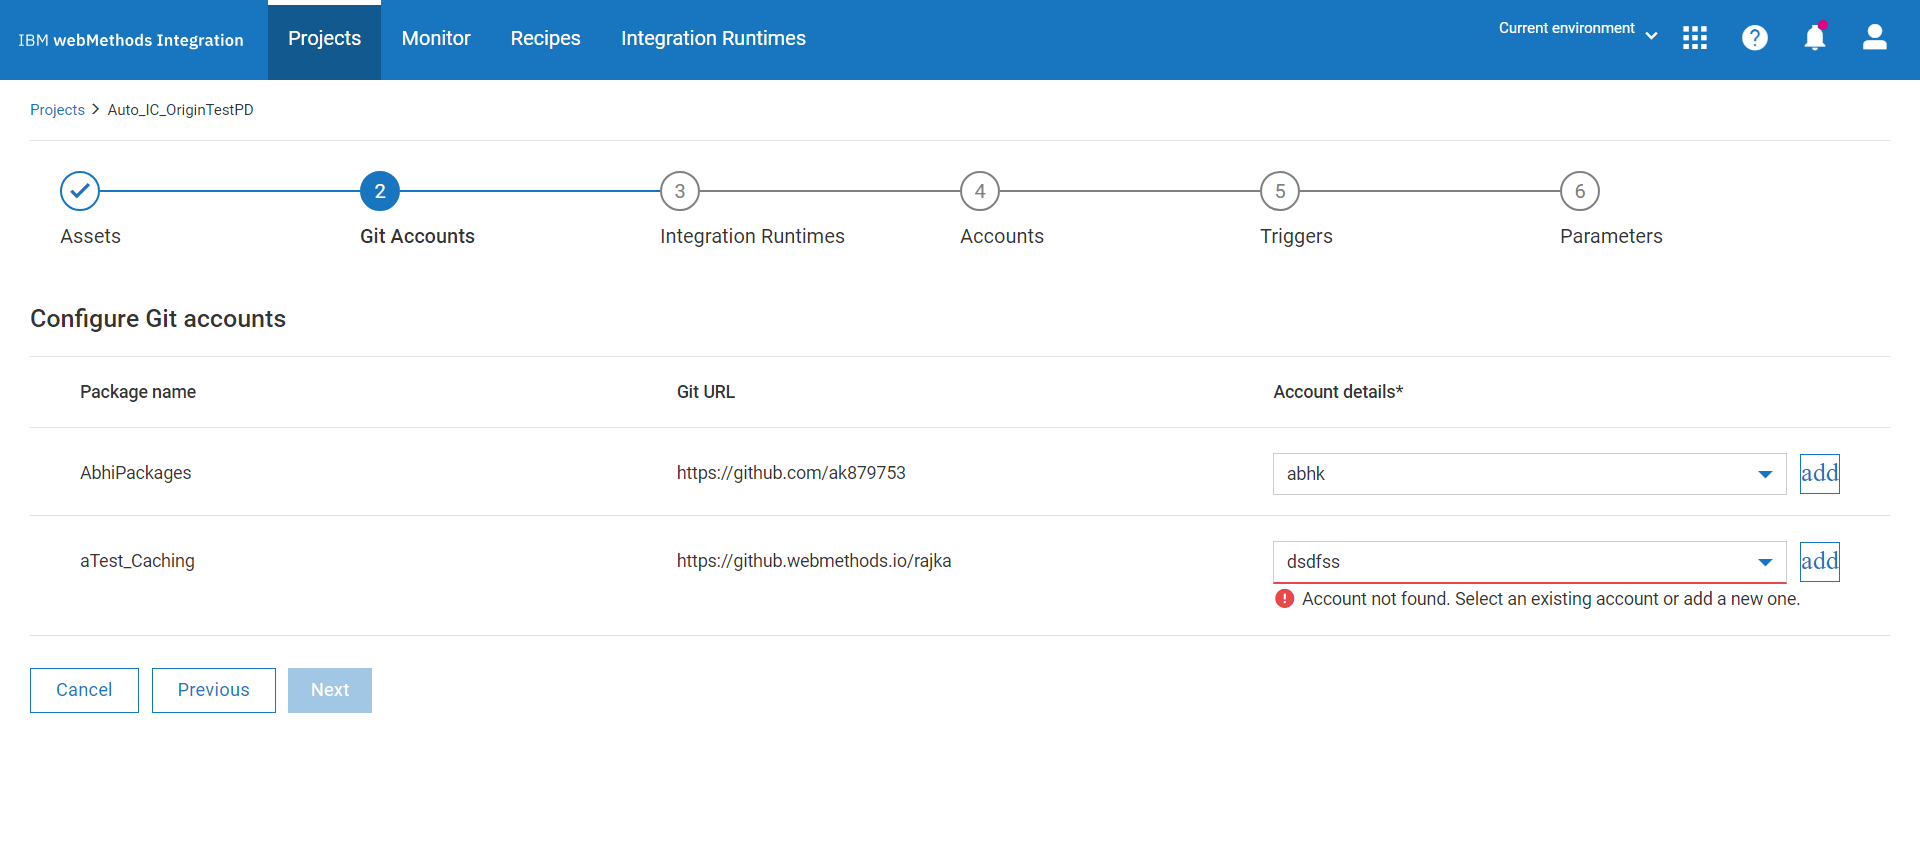 IBM webMethods Integration
Projects
Monitor
Recipes
Integration Runtimes
Current environment
?
Projects > Auto_IC_OriginTestPD
2
3
4
5
6
Assets
Git Accounts
Integration Runtimes
Accounts
Triggers
Parameters
Configure Git accounts
Package name
Git URL
Account details*
AbhiPackages
https://github.com/ak879753
abhk
add
aTest_Caching
https://github.webmethods.io/rajka
dsdfss
add
Account not found. Select an existing account or add a new one.
Cancel
Previous
Next